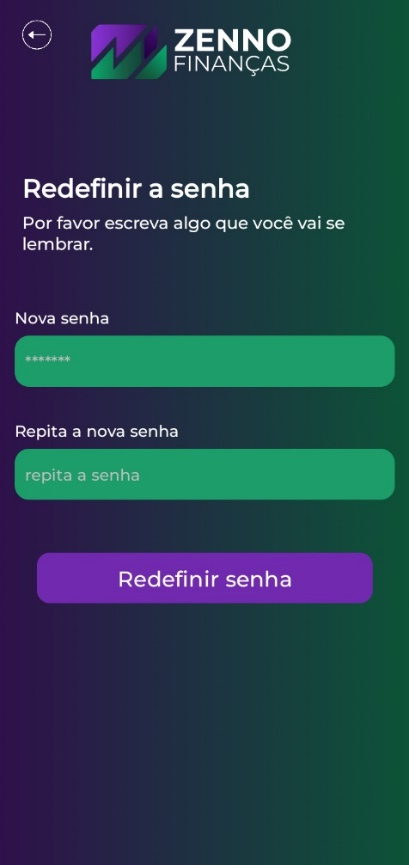 ZENNO
FINANÇAS
Redefinir a senha
Por favor escreva algo que você vai se
lembrar.
Nova senha
*******
Repita a nova senha
repita a senha
Redefinir senha